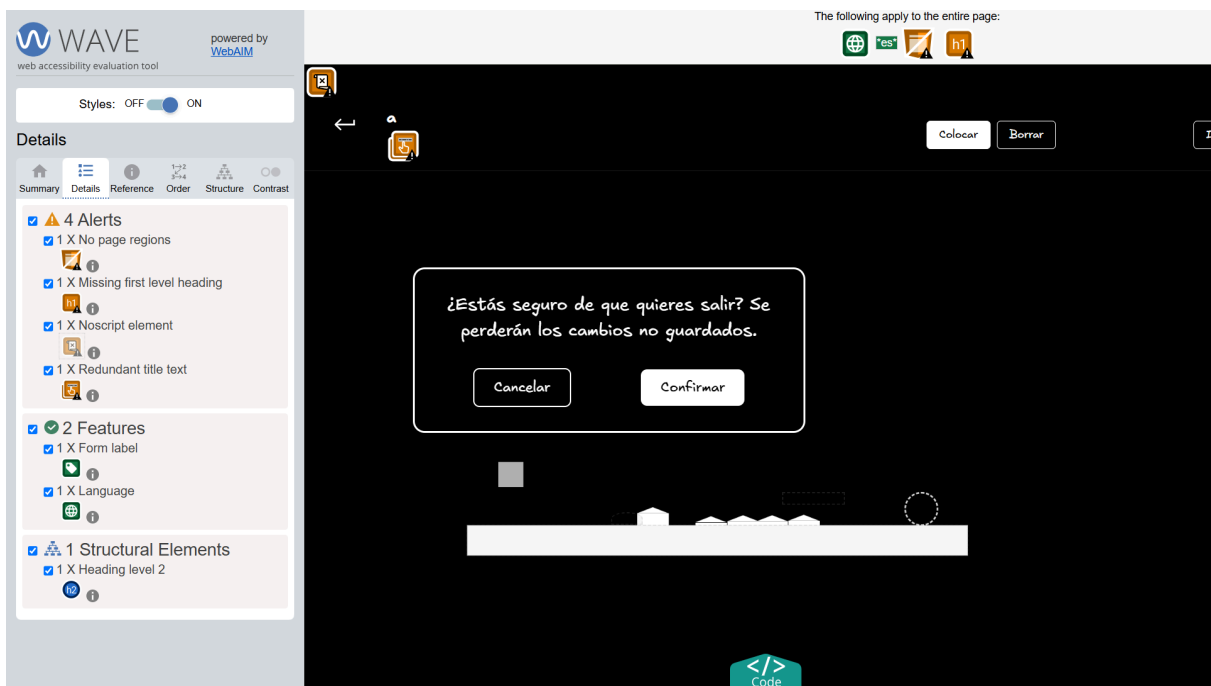 WAVE
web accessibility evaluation tool
powered by
WebAIM
Styles: OFF ON
Details
Summary Details Reference Order Structure Contrast
4 Alerts
1 X No page regions
1 X Missing first level heading
h1
1 X Noscript element
1 X Redundant title text
2 Features
1 X Form label
1 X Language
1 Structural Elements
1 X Heading level 2
h2
The following apply to the entire page:
"es" h1
a
Colocar Borrar
¿Estás seguro de que quieres salir? Se
perderán los cambios no guardados.
Cancelar Confirmar
</>
Code